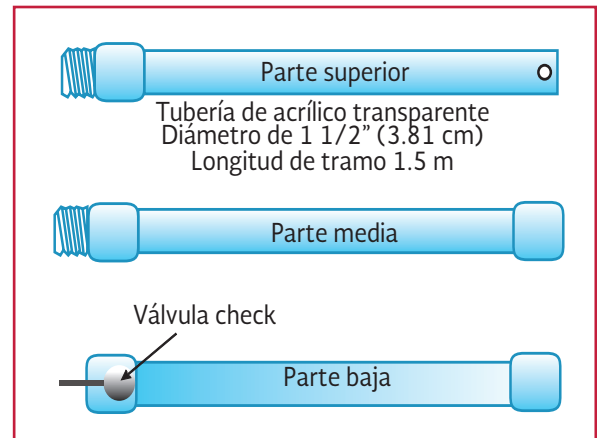 Parte superior
Tubería de acrílico transparente
Diámetro de 1 1/2” (3.81 cm)
Longitud de tramo 1.5 m
Parte media
Válvula check
Parte baja